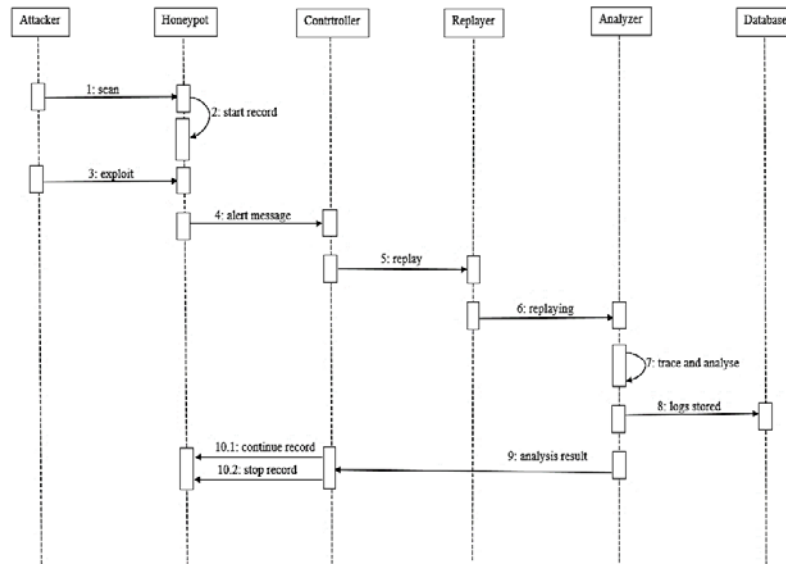 Attacker
Honeypot
Contrtroller
Replayer
Analyzer
Database
1: scan
2: start record
3: exploit
4: alert message
5: replay
6: replaying
7: trace and analyse
8: logs stored
9: analysis result
10.1: continue record
10.2: stop record